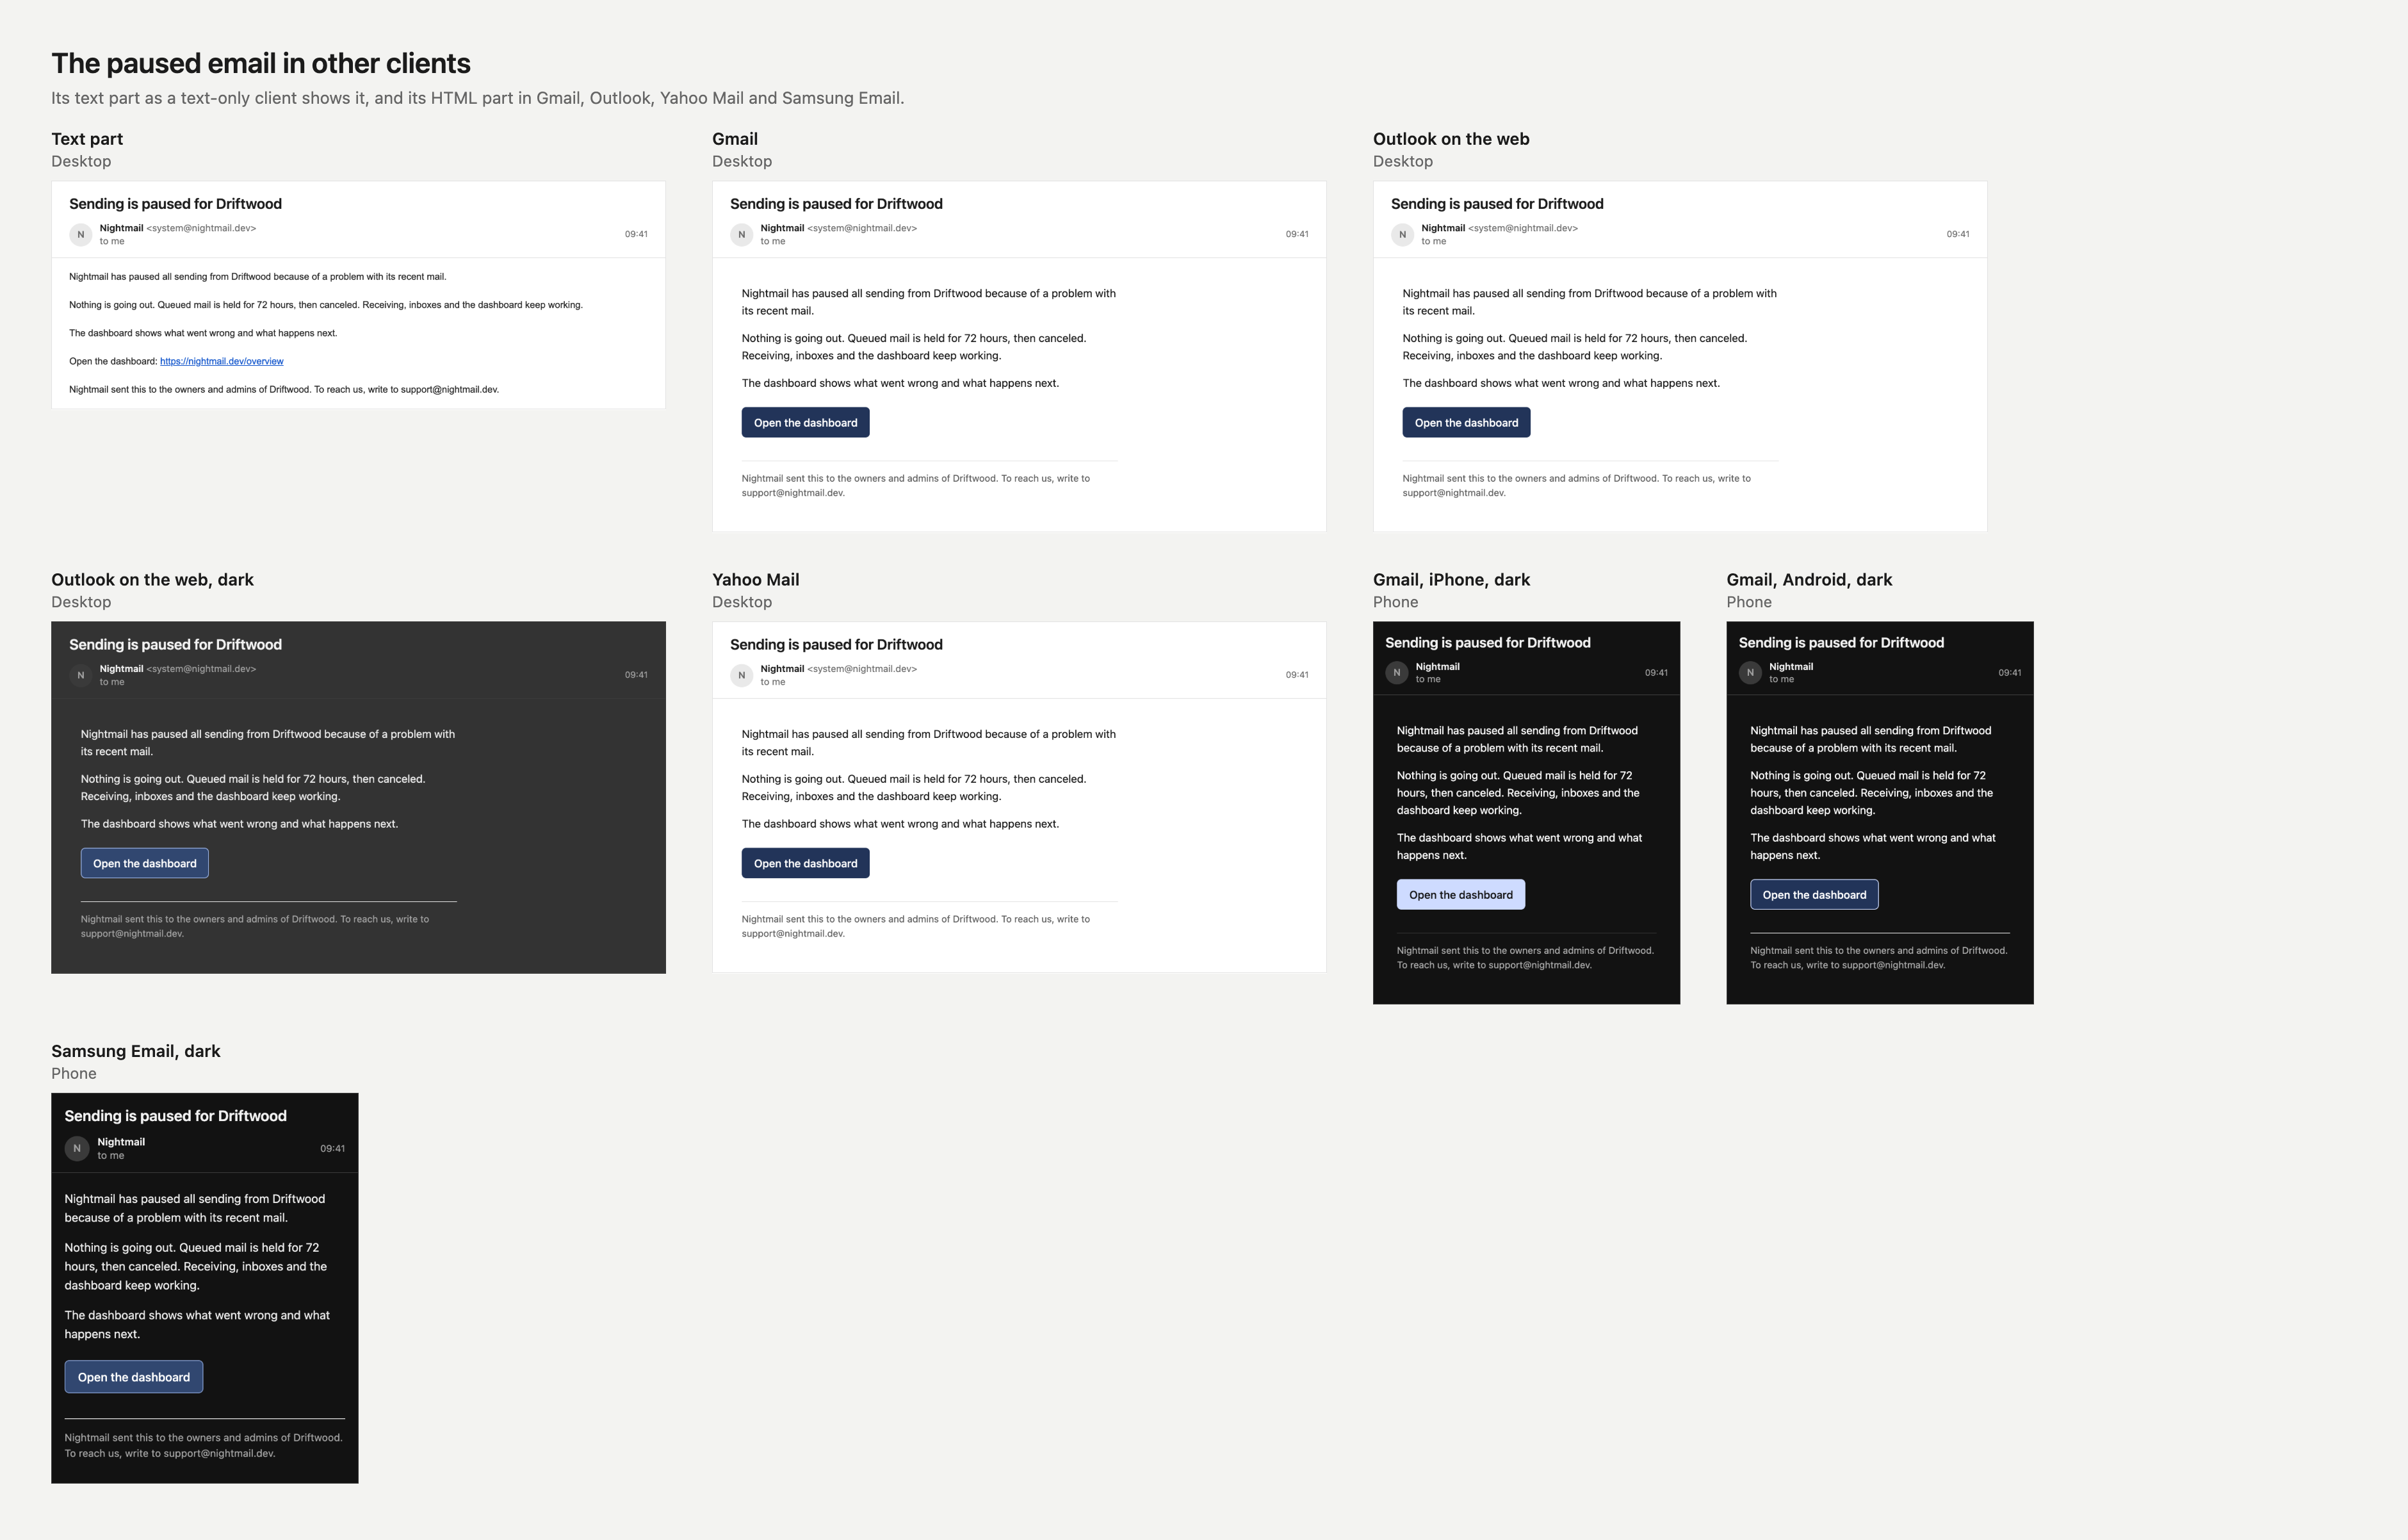 The paused email in other clients
Its text part as a text-only client shows it, and its HTML part in Gmail, Outlook, Yahoo Mail and Samsung Email.
Text part
Desktop
Sending is paused for Driftwood
N
Nightmail <system@nightmail.dev>
to me
09:41
Nightmail has paused all sending from Driftwood because of a problem with its recent mail.
Nothing is going out. Queued mail is held for 72 hours, then canceled. Receiving, inboxes and the dashboard keep working.
The dashboard shows what went wrong and what happens next.
Open the dashboard: https://nightmail.dev/overview
Nightmail sent this to the owners and admins of Driftwood. To reach us, write to support@nightmail.dev.
Gmail
Desktop
Sending is paused for Driftwood
N
Nightmail <system@nightmail.dev>
to me
09:41
Nightmail has paused all sending from Driftwood because of a problem with
its recent mail.
Nothing is going out. Queued mail is held for 72 hours, then canceled.
Receiving, inboxes and the dashboard keep working.
The dashboard shows what went wrong and what happens next.
Open the dashboard
Nightmail sent this to the owners and admins of Driftwood. To reach us, write to
support@nightmail.dev.
Outlook on the web
Desktop
Sending is paused for Driftwood
N
Nightmail <system@nightmail.dev>
to me
09:41
Nightmail has paused all sending from Driftwood because of a problem with
its recent mail.
Nothing is going out. Queued mail is held for 72 hours, then canceled.
Receiving, inboxes and the dashboard keep working.
The dashboard shows what went wrong and what happens next.
Open the dashboard
Nightmail sent this to the owners and admins of Driftwood. To reach us, write to
support@nightmail.dev.
Outlook on the web, dark
Desktop
Sending is paused for Driftwood
N
Nightmail <system@nightmail.dev>
to me
09:41
Nightmail has paused all sending from Driftwood because of a problem with
its recent mail.
Nothing is going out. Queued mail is held for 72 hours, then canceled.
Receiving, inboxes and the dashboard keep working.
The dashboard shows what went wrong and what happens next.
Open the dashboard
Nightmail sent this to the owners and admins of Driftwood. To reach us, write to
support@nightmail.dev.
Yahoo Mail
Desktop
Sending is paused for Driftwood
N
Nightmail <system@nightmail.dev>
to me
09:41
Nightmail has paused all sending from Driftwood because of a problem with
its recent mail.
Nothing is going out. Queued mail is held for 72 hours, then canceled.
Receiving, inboxes and the dashboard keep working.
The dashboard shows what went wrong and what happens next.
Open the dashboard
Nightmail sent this to the owners and admins of Driftwood. To reach us, write to
support@nightmail.dev.
Gmail, iPhone, dark
Phone
Sending is paused for Driftwood
N
Nightmail
to me
09:41
Nightmail has paused all sending from Driftwood
because of a problem with its recent mail.
Nothing is going out. Queued mail is held for 72
hours, then canceled. Receiving, inboxes and the
dashboard keep working.
The dashboard shows what went wrong and what
happens next.
Open the dashboard
Nightmail sent this to the owners and admins of Driftwood.
To reach us, write to support@nightmail.dev.
Gmail, Android, dark
Phone
Sending is paused for Driftwood
N
Nightmail
to me
09:41
Nightmail has paused all sending from Driftwood
because of a problem with its recent mail.
Nothing is going out. Queued mail is held for 72
hours, then canceled. Receiving, inboxes and the
dashboard keep working.
The dashboard shows what went wrong and what
happens next.
Open the dashboard
Nightmail sent this to the owners and admins of Driftwood.
To reach us, write to support@nightmail.dev.
Samsung Email, dark
Phone
Sending is paused for Driftwood
N
Nightmail
to me
09:41
Nightmail has paused all sending from Driftwood
because of a problem with its recent mail.
Nothing is going out. Queued mail is held for 72
hours, then canceled. Receiving, inboxes and the
dashboard keep working.
The dashboard shows what went wrong and what
happens next.
Open the dashboard
Nightmail sent this to the owners and admins of Driftwood.
To reach us, write to support@nightmail.dev.